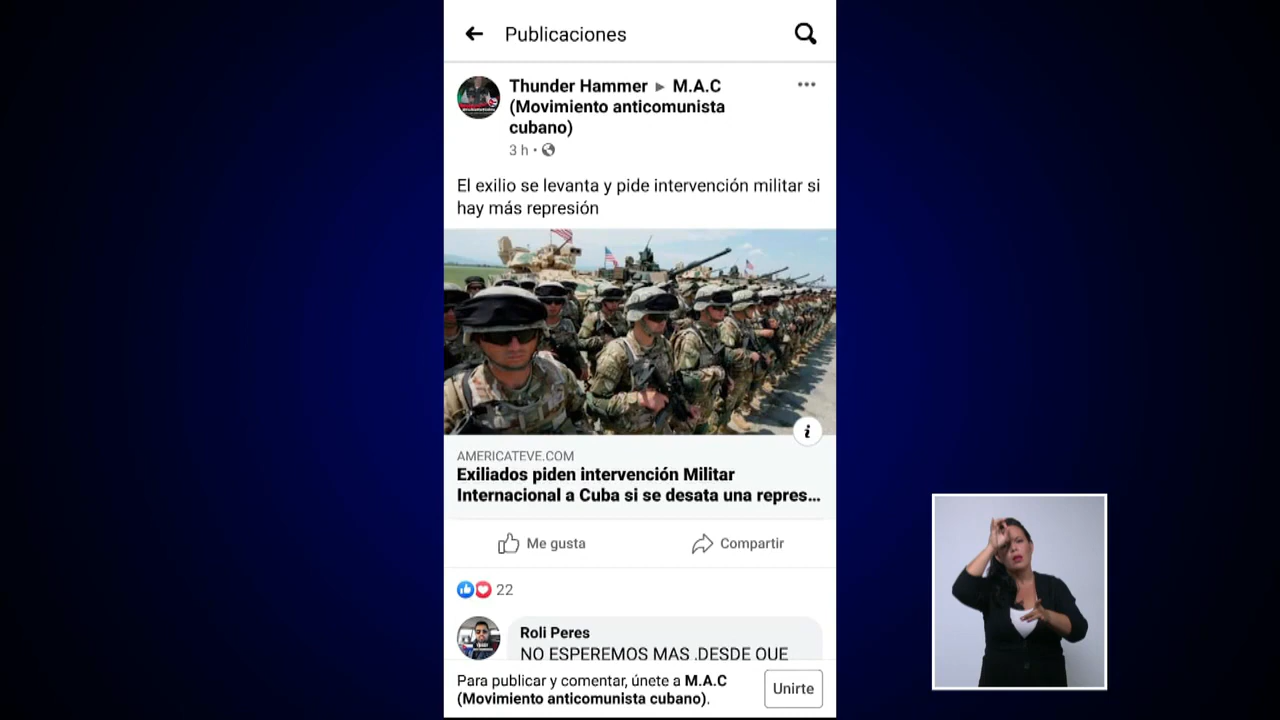 Publicaciones
Thunder Hammer ▸ M.A.C
(Movimiento anticomunista
cubano)
3 h
El exilio se levanta y pide intervención militar si
hay más represión
AMERICATEVE.COM
Exiliados piden intervención Militar
Internacional a Cuba si se desata una repres...
Me gusta
Compartir
22
Roli Peres
NO ESPEREMOS MAS .DESDE QUE
Para publicar y comentar, únete a M.A.C
(Movimiento anticomunista cubano).
Unirte